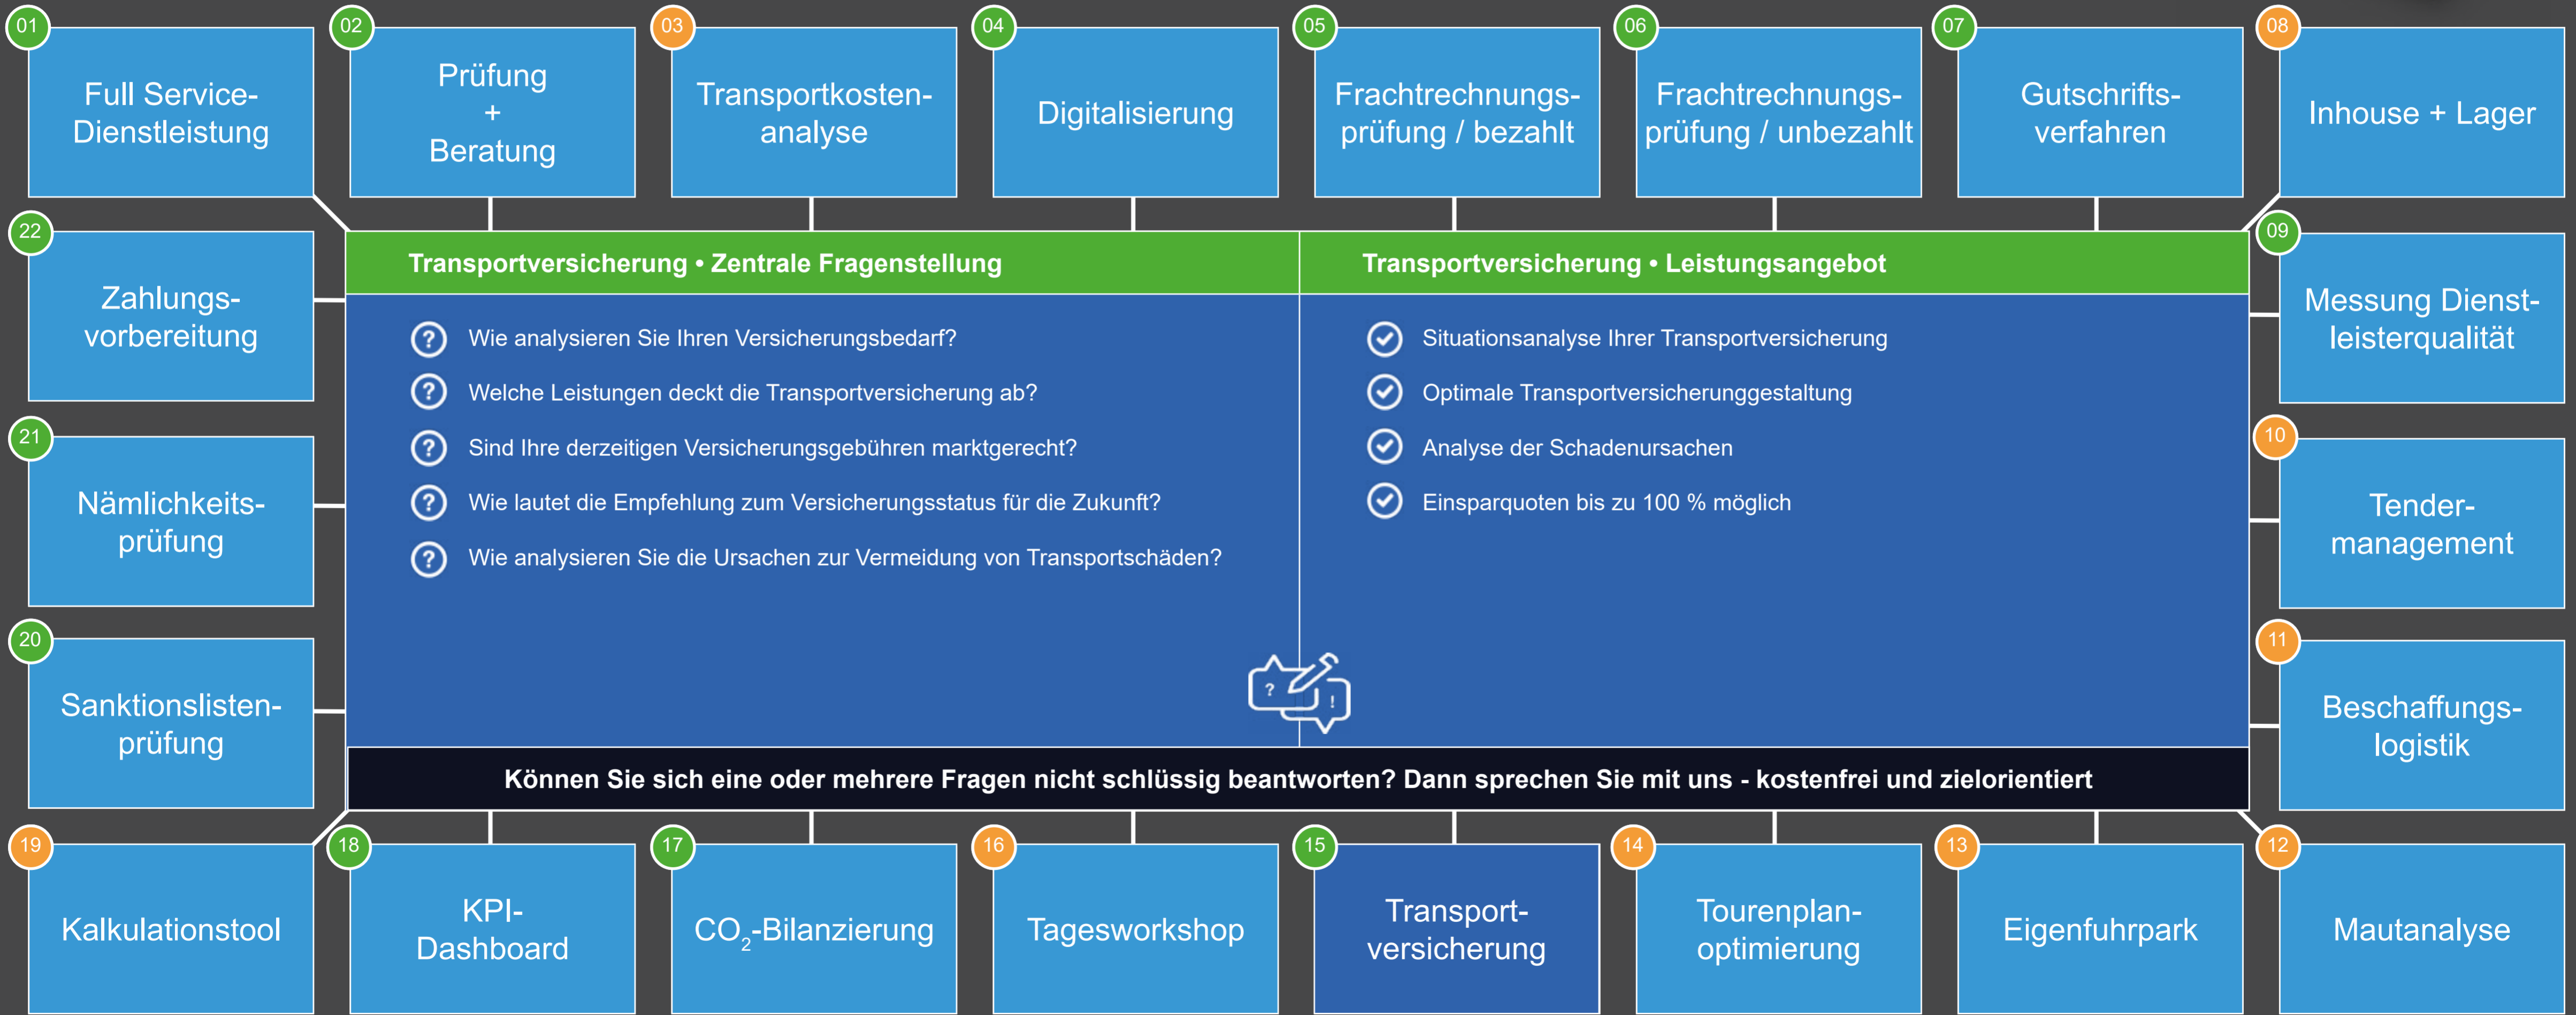 01
Full Service-
Dienstleistung
02
Prüfung
+
Beratung
03
Transportkosten-
analyse
04
Digitalisierung
05
Frachtrechnungs-
prüfung / bezahlt
06
Frachtrechnungs-
prüfung / unbezahlt
07
Gutschrifts-
verfahren
08
Inhouse + Lager
22
Zahlungs-
vorbereitung
21
Nämlichkeits-
prüfung
20
Sanktionslisten-
prüfung
Transportversicherung • Zentrale Fragenstellung
? Wie analysieren Sie Ihren Versicherungsbedarf?
? Welche Leistungen deckt die Transportversicherung ab?
? Sind Ihre derzeitigen Versicherungsgebühren marktgerecht?
? Wie lautet die Empfehlung zum Versicherungsstatus für die Zukunft?
? Wie analysieren Sie die Ursachen zur Vermeidung von Transportschäden?
Transportversicherung • Leistungsangebot
Situationsanalyse Ihrer Transportversicherung
Optimale Transportversicherunggestaltung
Analyse der Schadenursachen
Einsparquoten bis zu 100 % möglich
? !
Können Sie sich eine oder mehrere Fragen nicht schlüssig beantworten? Dann sprechen Sie mit uns - kostenfrei und zielorientiert
09
Messung Dienst-
leisterqualität
10
Tender-
management
11
Beschaffungs-
logistik
19
Kalkulationstool
18
KPI-
Dashboard
17
CO₂-Bilanzierung
16
Tagesworkshop
15
Transport-
versicherung
14
Tourenplan-
optimierung
13
Eigenfuhrpark
12
Mautanalyse